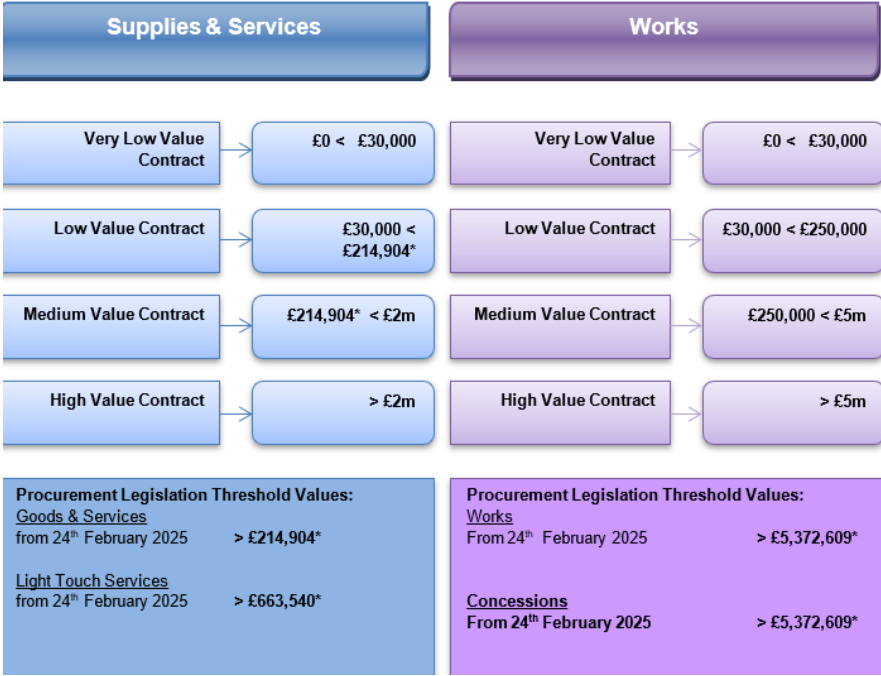 Supplies & Services
Works
Very Low Value
Contract
£0 < £30,000
Very Low Value
Contract
£0 < £30,000
Low Value Contract
£30,000 <
£214,904*
Low Value Contract
£30,000 < £250,000
Medium Value Contract
£214,904* < £2m
Medium Value Contract
£250,000 < £5m
High Value Contract
> £2m
High Value Contract
> £5m
Procurement Legislation Threshold Values:
Goods & Services
from 24th February 2025 > £214,904*
Light Touch Services
from 24th February 2025 > £663,540*
Procurement Legislation Threshold Values:
Works
From 24th February 2025 > £5,372,609*
Concessions
From 24th February 2025 > £5,372,609*